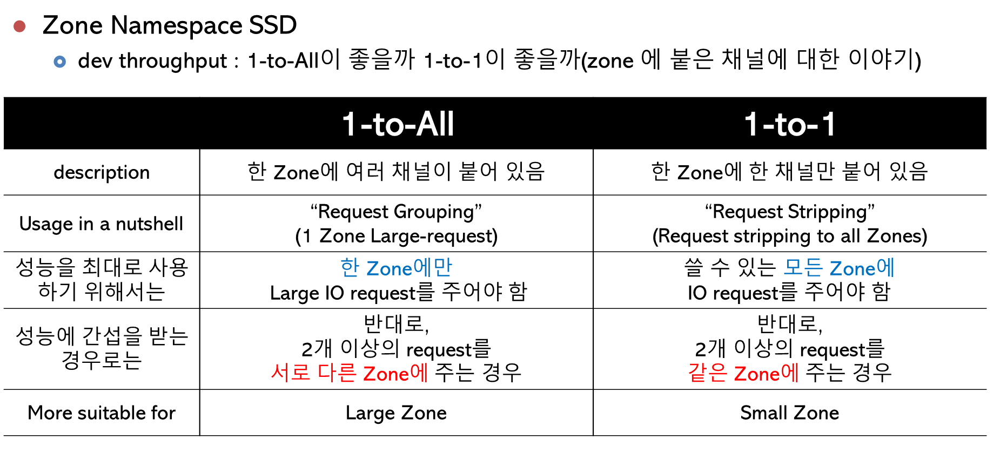 Zone Namespace SSD
dev throughput : 1-to-All이 좋을까 1-to-1이 좋을까(zone 에 붙은 채널에 대한 이야기)
1-to-All
1-to-1
description
한 Zone에 여러 채널이 붙어 있음
한 Zone에 한 채널만 붙어 있음
Usage in a nutshell
“Request Grouping”
(1 Zone Large-request)
“Request Stripping”
(Request stripping to all Zones)
성능을 최대로 사용
하기 위해서는
한 Zone에만
Large IO request를 주어야 함
쓸 수 있는 모든 Zone에
IO request를 주어야 함
성능에 간섭을 받는
경우로는
반대로,
2개 이상의 request를
서로 다른 Zone에 주는 경우
반대로,
2개 이상의 request를
같은 Zone에 주는 경우
More suitable for
Large Zone
Small Zone